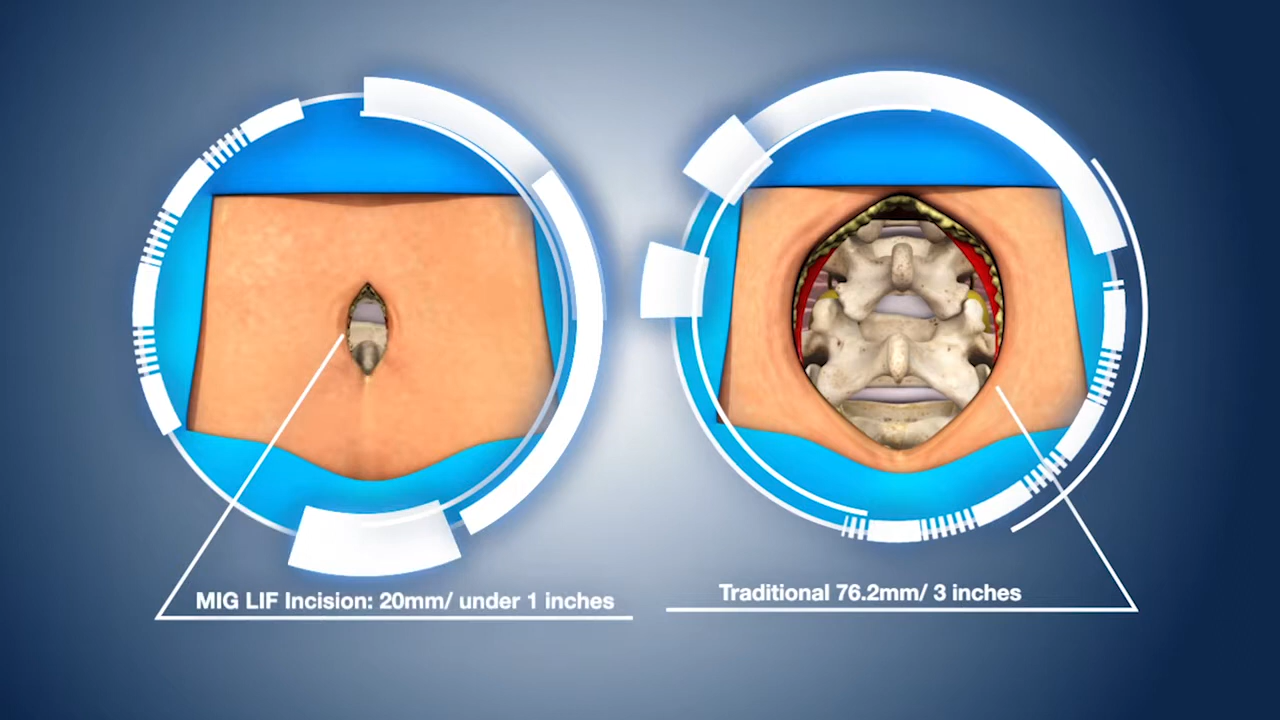 MIG LIF Incision: 20mm/ under 1 inches
Traditional 76.2mm/ 3 inches